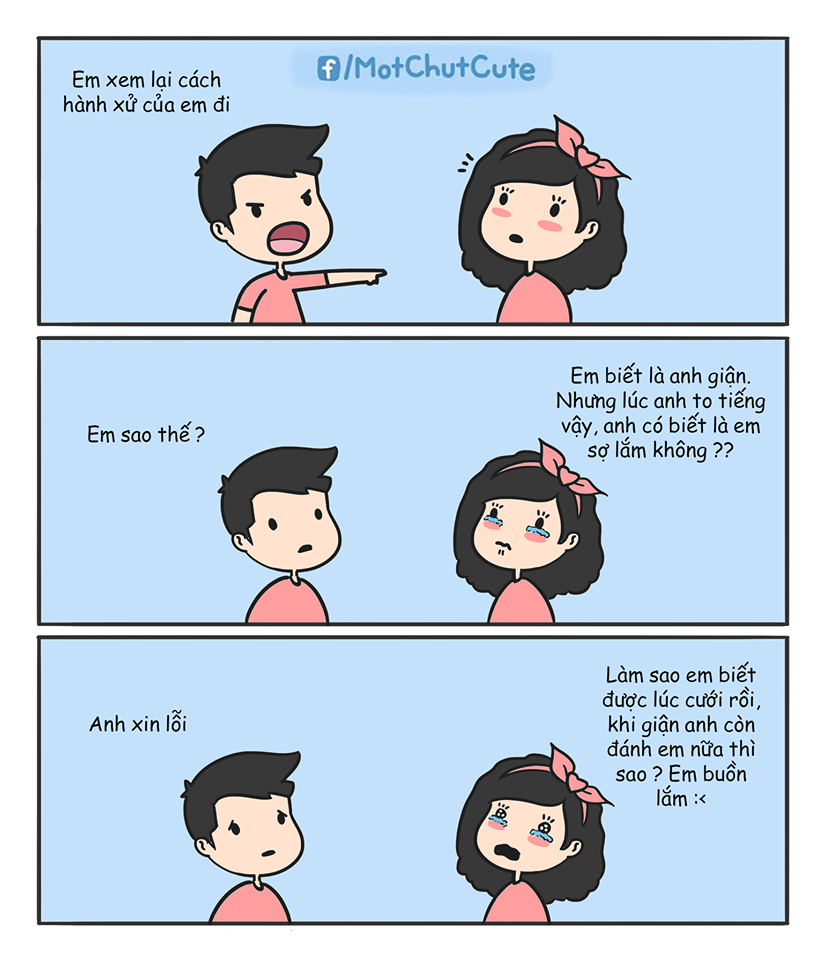 f/MotChutCute
Em xem lại cách
hành xử của em đi
Em sao thế ?
Em biết là anh giận.
Nhưng lúc anh to tiếng
vậy, anh có biết là em
sợ lắm không ??
Anh xin lỗi
Làm sao em biết
được lúc cưới rồi,
khi giận anh còn
đánh em nữa thì
sao ? Em buồn
lắm :<